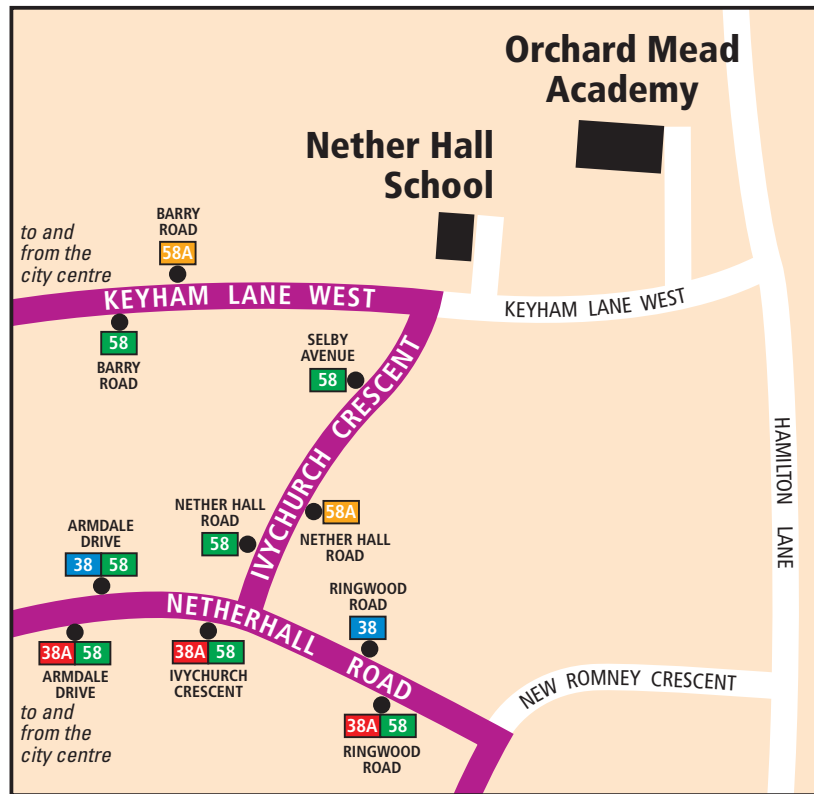 Orchard Mead
Academy
Nether Hall
School
BARRY
ROAD
58A
to and
from the
city centre
KEYHAM LANE WEST
KEYHAM LANE WEST
58
BARRY
ROAD
SELBY
AVENUE
58
IVYCHURCH CRESCENT
HAMILTON LANE
NETHER HALL
ROAD
58
58A
NETHER HALL
ROAD
ARMDALE
DRIVE
38 58
NETHERHALL ROAD
RINGWOOD
ROAD
38
38A 58
ARMDALE
DRIVE
38A 58
IVYCHURCH
CRESCENT
NEW ROMNEY CRESCENT
to and
from the
city centre
38A 58
RINGWOOD
ROAD